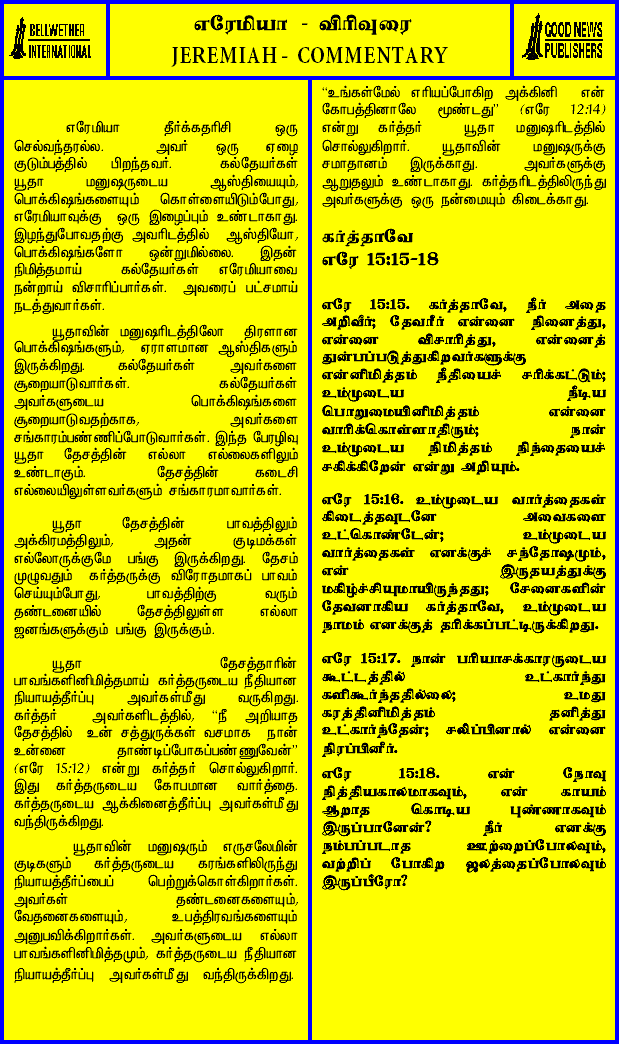 BELLWETHER
INTERNATIONAL
எரேமியா - விரிவுரை
JEREMIAH - COMMENTARY
GOOD NEWS
PUBLISHERS
எரேமியா தீர்க்கதரிசி ஒரு
செல்வந்தரல்ல. அவர் ஒரு ஏழை
குடும்பத்தில் பிறந்தவர். கல்தேயர்கள்
யூதா மனுஷருடைய ஆஸ்தியையும்,
பொக்கிஷங்களையும் கொள்ளையிடும்போது,
எரேமியாவுக்கு ஒரு இழைப்பும் உண்டாகாது.
இழந்துபோவதற்கு அவரிடத்தில் ஆஸ்தியோ,
பொக்கிஷங்களோ ஒன்றுமில்லை. இதன்
நிமித்தமாய் கல்தேயர்கள் எரேமியாவை
நன்றாய் விசாரிப்பார்கள். அவரைப் பட்சமாய்
நடத்துவார்கள்.
யூதாவின் மனுஷரிடத்திலோ திரளான
பொக்கிஷங்களும், ஏராளமான ஆஸ்திகளும்
இருக்கிறது. கல்தேயர்கள் அவர்களை
சூறையாடுவார்கள். கல்தேயர்கள்
அவர்களுடைய பொக்கிஷங்களை
சூறையாடுவதற்காக, அவர்களை
சங்காரம்பண்ணிப்போடுவார்கள். இந்த பேரழிவு
யூதா தேசத்தின் எல்லா எல்லைகளிலும்
உண்டாகும். தேசத்தின் கடைசி
எல்லையிலுள்ளவர்களும் சங்காரமாவார்கள்.
யூதா தேசத்தின் பாவத்திலும்
அக்கிரமத்திலும், அதன் குடிமக்கள்
எல்லோருக்குமே பங்கு இருக்கிறது. தேசம்
முழுவதும் கர்த்தருக்கு விரோதமாகப் பாவம்
செய்யும்போது, பாவத்திற்கு வரும்
தண்டனையில் தேசத்திலுள்ள எல்லா
ஜனங்களுக்கும் பங்கு இருக்கும்.
யூதா தேசத்தாரின்
பாவங்களினிமித்தமாய் கர்த்தருடைய நீதியான
நியாயத்தீர்ப்பு அவர்கள்மீது வருகிறது.
கர்த்தர் அவர்களிடத்தில், “நீ அறியாத
தேசத்தில் உன் சத்துருக்கள் வசமாக நான்
உன்னை தாண்டிப்போகப்பண்ணுவேன்”
(எரே 15:12) என்று கர்த்தர் சொல்லுகிறார்.
இது கர்த்தருடைய கோபமான வார்த்தை.
கர்த்தருடைய ஆக்கினைத்தீர்ப்பு அவர்கள்மீது
வந்திருக்கிறது.
யூதாவின் மனுஷரும் எருசலேமின்
குடிகளும் கர்த்தருடைய கரங்களிலிருந்து
நியாயத்தீர்ப்பைப் பெற்றுக்கொள்கிறார்கள்.
அவர்கள் தண்டனைகளையும்,
வேதனைகளையும், உபத்திரவங்களையும்
அனுபவிக்கிறார்கள். அவர்களுடைய எல்லா
பாவங்களினிமித்தமும், கர்த்தருடைய நீதியான
நியாயத்தீர்ப்பு அவர்கள்மீது வந்திருக்கிறது.
“உங்கள்மேல் எரியப்போகிற அக்கினி என்
கோபத்தினாலே மூண்டது” (எரே 12:14)
என்று கர்த்தர் யூதா மனுஷரிடத்தில்
சொல்லுகிறார். யூதாவின் மனுஷருக்கு
சமாதானம் இருக்காது. அவர்களுக்கு
ஆறுதலும் உண்டாகாது. கர்த்தரிடத்திலிருந்து
அவர்களுக்கு ஒரு நன்மையும் கிடைக்காது.
கர்த்தாவே
எரே 15:15-18
எரே 15:15. கர்த்தாவே, நீர் அதை
அறிவீர்; தேவரீர் என்னை நினைத்து,
என்னை விசாரித்து, என்னைத்
துன்பப்படுத்துகிறவர்களுக்கு
என்னிமித்தம் நீதியைச் சரிக்கட்டும்;
உம்முடைய நீடிய
பொறுமையினிமித்தம் என்னை
வாரிக்கொள்ளாதிரும்; நான்
உம்முடைய நிமித்தம் நிந்தையைச்
சகிக்கிறேன் என்று அறியும்.
எரே 15:16. உம்முடைய வார்த்தைகள்
கிடைத்தவுடனே அவைகளை
உட்கொண்டேன்; உம்முடைய
வார்த்தைகள் எனக்குச் சந்தோஷமும்,
என் இருதயத்துக்கு
மகிழ்ச்சியுமாயிருந்தது; சேனைகளின்
தேவனாகிய கர்த்தாவே, உம்முடைய
நாமம் எனக்குத் தரிக்கப்பட்டிருக்கிறது.
எரே 15:17. நான் பரியாசக்காரருடைய
கூட்டத்தில் உட்கார்ந்து
களிகூர்ந்ததில்லை; உமது
கரத்தினிமித்தம் தனித்து
உட்கார்ந்தேன்; சலிப்பினால் என்னை
நிரப்பினீர்.
எரே 15:18. என் நோவு
நித்தியகாலமாகவும், என் காயம்
ஆறாத கொடிய புண்ணாகவும்
இருப்பானேன்? நீர் எனக்கு
நம்பப்படாத ஊற்றைப்போலவும்,
வற்றிப் போகிற ஜலத்தைப்போலவும்
இருப்பீரோ?